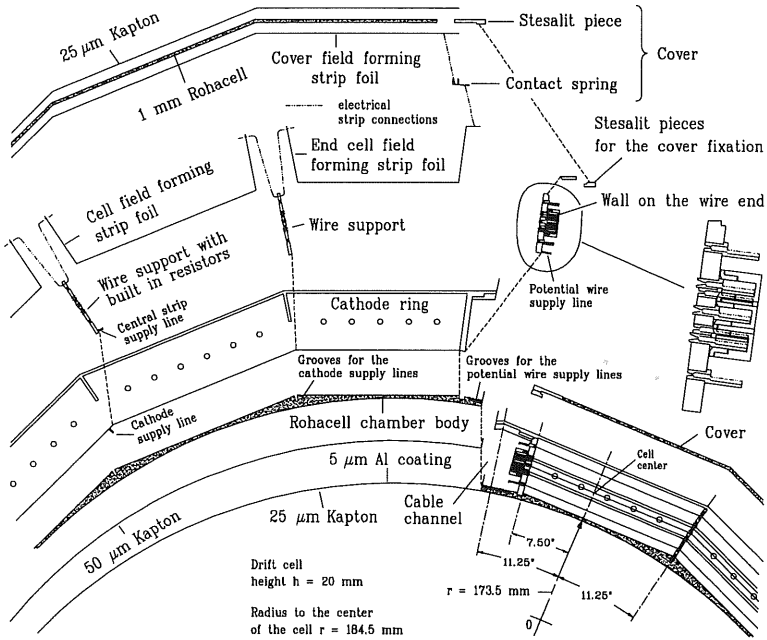 25 μm Kapton
1 mm Rohacell
Cover field forming
strip foil
electrical
strip connections
End cell field
forming strip foil
Stesalit piece
Cover
Contact spring
Stesalit pieces
for the cover fixation
Wall on the wire end
Cell field forming
strip foil
Wire support
Wire support with
built in resistors
Central strip
supply line
Potential wire
supply line
Cathode ring
Grooves for the
cathode supply lines
Grooves for the
potential wire supply lines
Cathode
supply line
Rohacell chamber body
Cover
Cell
center
5 μm Al coating
Cable
channel
50 μm Kapton
25 μm Kapton
7.50°
11.25°
11.25°
r = 173.5 mm
0
Drift cell
height h = 20 mm
Radius to the center
of the cell r = 184.5 mm